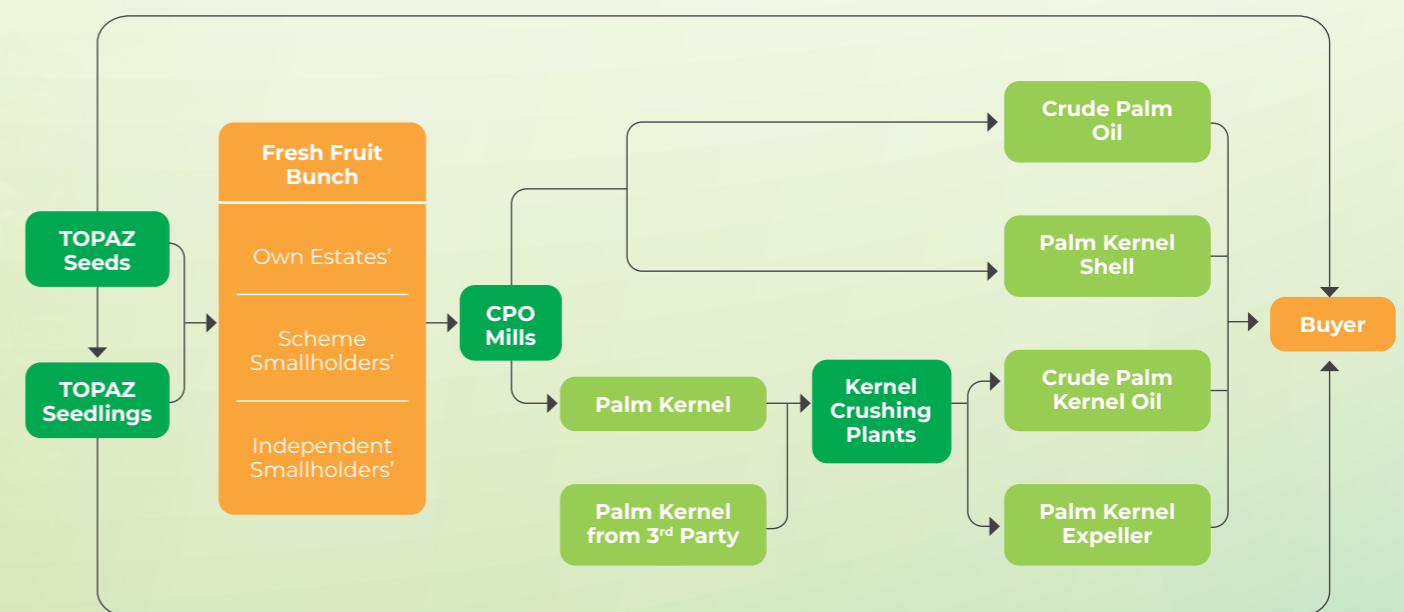 TOPAZ
Seeds
TOPAZ
Seedlings
Fresh Fruit
Bunch
Own Estates’
Scheme
Smallholders’
Independent
Smallholders’
CPO
Mills
Palm Kernel
Palm Kernel
from 3rd Party
Kernel
Crushing
Plants
Crude Palm
Oil
Palm Kernel
Shell
Crude Palm
Kernel Oil
Palm Kernel
Expeller
Buyer